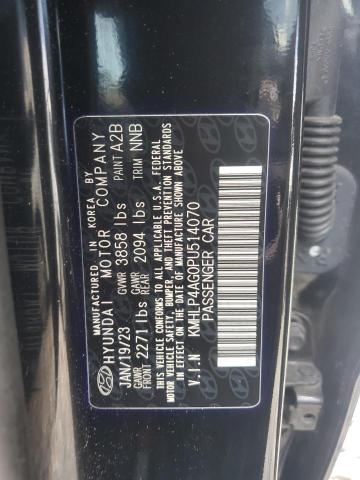 MANUFACTURED IN KOREA BY
HYUNDAI MOTOR COMPANY
JAN/19/23 GVWR 3858 lbs PAINT A2B
GAWR FRONT 2271 lbs GAWR REAR 2094 lbs TRIM NNB
THIS VEHICLE CONFORMS TO ALL APPLICABLE U.S.A. FEDERAL
MOTOR VEHICLE SAFETY, BUMPER, AND THEFT PREVENTION STANDARDS
IN EFFECT ON THE DATE OF MANUFACTURE SHOWN ABOVE.
V.I.N KMHLP4AG0PU514070
PASSENGER CAR